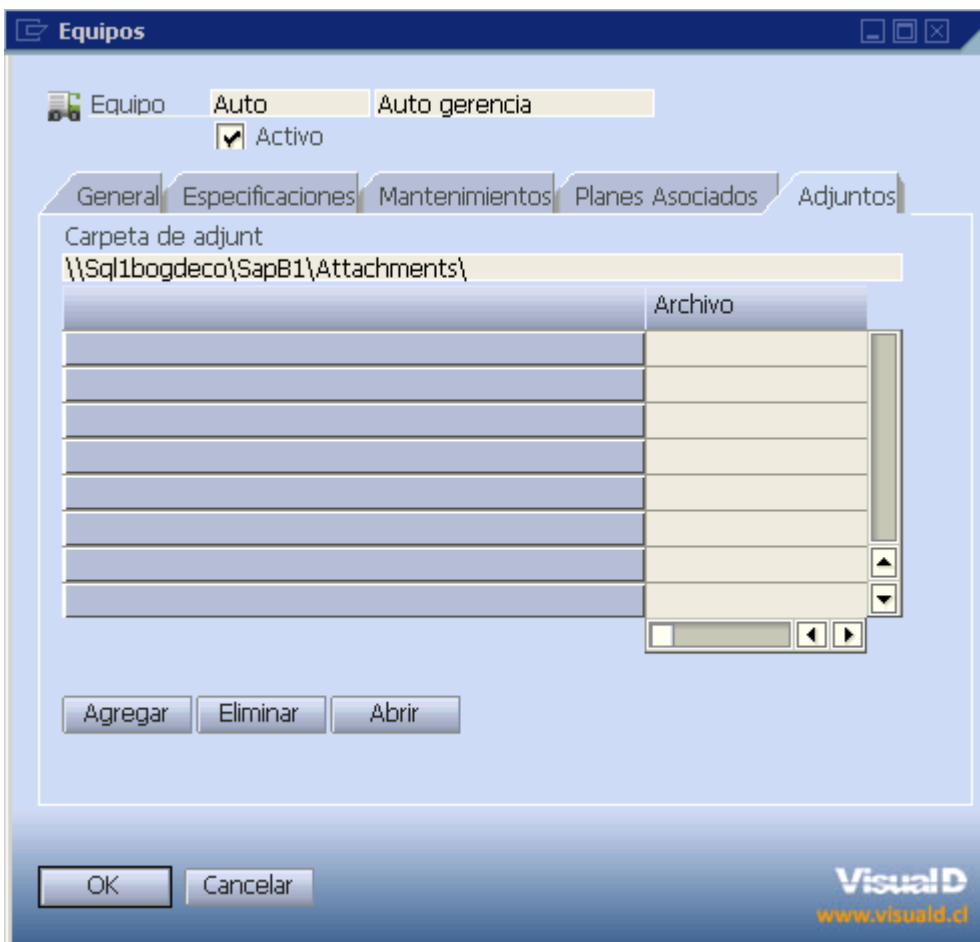 Equipos
Equipo Auto Auto gerencia
Activo
General Especificaciones Mantenimientos Planes Asociados Adjuntos
Carpeta de adjunt
\\Sql1bogdeco\SapB1\Attachments\
Archivo
Agregar Eliminar Abrir
OK Cancelar
VisualD
www.visuald.cl